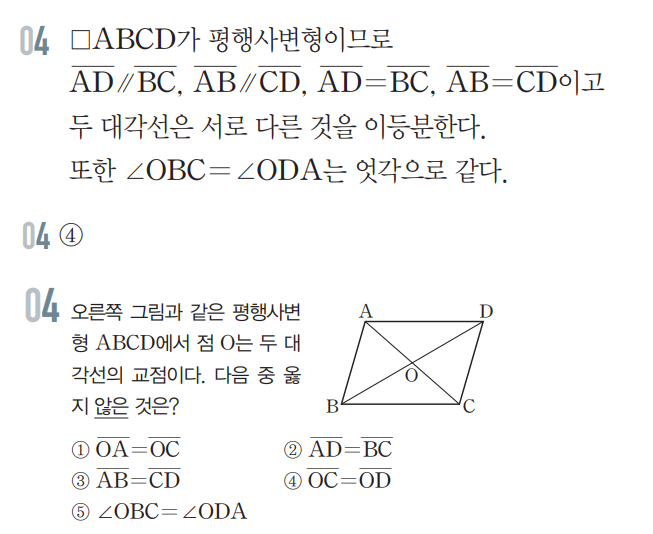 04 □ABCD가 평행사변형이므로
AD∥BC, AB∥CD, AD=BC, AB=CD이고
두 대각선은 서로 다른 것을 이등분한다.
또한 ∠OBC=∠ODA는 엇각으로 같다.
04 ④
04 오른쪽 그림과 같은 평행사변
형 ABCD에서 점 O는 두 대
각선의 교점이다. 다음 중 옳
지 않은 것은?
A D
O
B C
① OA=OC ② AD=BC
③ AB=CD ④ OC=OD
⑤ ∠OBC=∠ODA